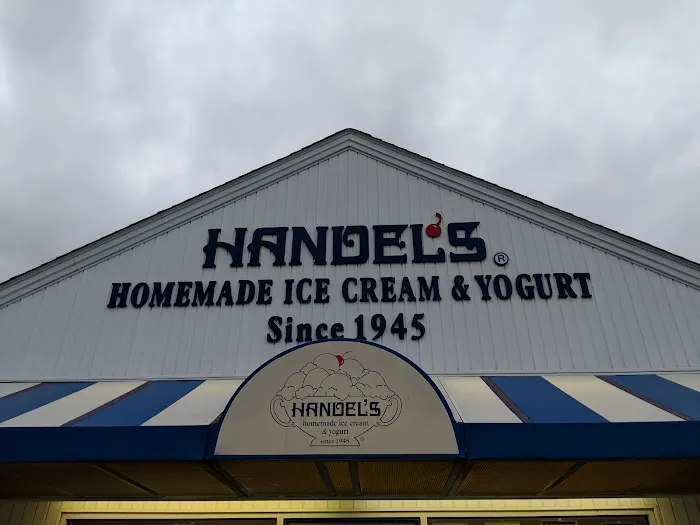 HANDEL'S ®
HOMEMADE ICE CREAM & YOGURT
Since 1945
HANDEL'S
homemade ice cream
& yogurt
since 1945